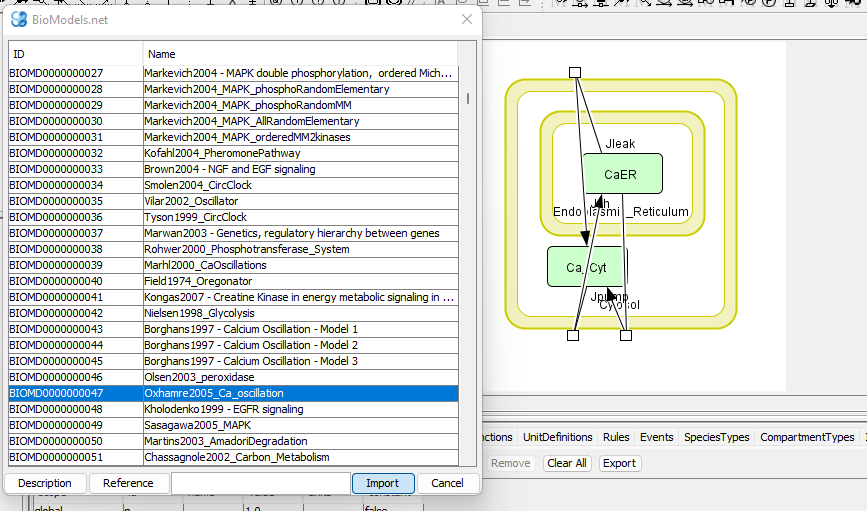 BioModels.net
ID Name
BIOMD0000000027 Markevich2004 - MAPK double phosphorylation, ordered Mich...
BIOMD0000000028 Markevich2004_MAPK_phosphoRandomElementary
BIOMD0000000029 Markevich2004_MAPK_phosphoRandomMM
BIOMD0000000030 Markevich2004_MAPK_AllRandomElementary
BIOMD0000000031 Markevich2004_MAPK_orderedMM2kinases
BIOMD0000000032 Kofahl2004_PheromonePathway
BIOMD0000000033 Brown2004 - NGF and EGF signaling
BIOMD0000000034 Smolen2004_CircClock
BIOMD0000000035 Vilar2002_Oscillator
BIOMD0000000036 Tyson1999_CircClock
BIOMD0000000037 Marwan2003 - Genetics, regulatory hierarchy between genes
BIOMD0000000038 Rohwer2000_Phosphotransferase_System
BIOMD0000000039 Marhl2000_CaOscillations
BIOMD0000000040 Field1974_Oregonator
BIOMD0000000041 Kongas2007 - Creatine Kinase in energy metabolic signaling in ...
BIOMD0000000042 Nielsen1998_Glycolysis
BIOMD0000000043 Borghans1997 - Calcium Oscillation - Model 1
BIOMD0000000044 Borghans1997 - Calcium Oscillation - Model 2
BIOMD0000000045 Borghans1997 - Calcium Oscillation - Model 3
BIOMD0000000046 Olsen2003_peroxidase
BIOMD0000000047 Oxhamre2005_Ca_oscillation
BIOMD0000000048 Kholodenko1999 - EGFR signaling
BIOMD0000000049 Sasagawa2005_MAPK
BIOMD0000000050 Martins2003_AmadoriDegradation
BIOMD0000000051 Chassagnole2002_Carbon_Metabolism
Description Reference Import Cancel
Jleak
CaER
Ca_Cyt
Jpump
Cytosol
UnitDefinitions Rules Events SpeciesTypes CompartmentTypes
Remove Clear All Export
global 1.0 false